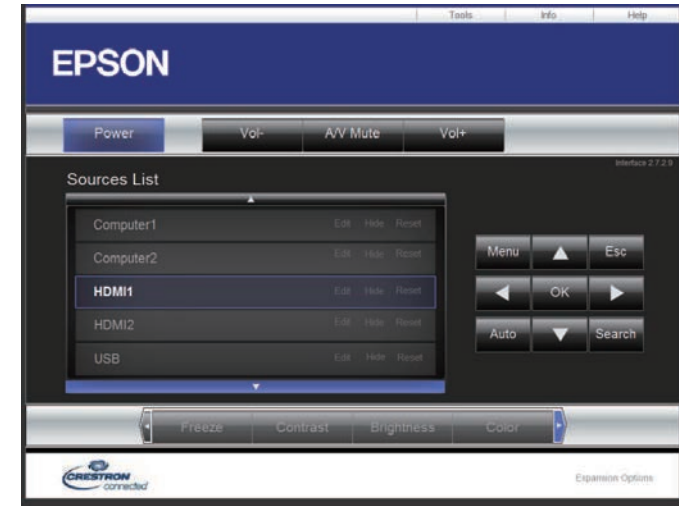 Tools Info Help
EPSON
Power Vol- A/V Mute Vol+
Interface 2.7.2.9
Sources List
Computer1 Edit Hide Reset
Computer2 Edit Hide Reset
Menu Esc
HDMI1 Edit Hide Reset
OK
HDMI2 Edit Hide Reset
Auto Search
USB Edit Hide Reset
Freeze Contrast Brightness Color
CRESTRON
connected
Expansion Options